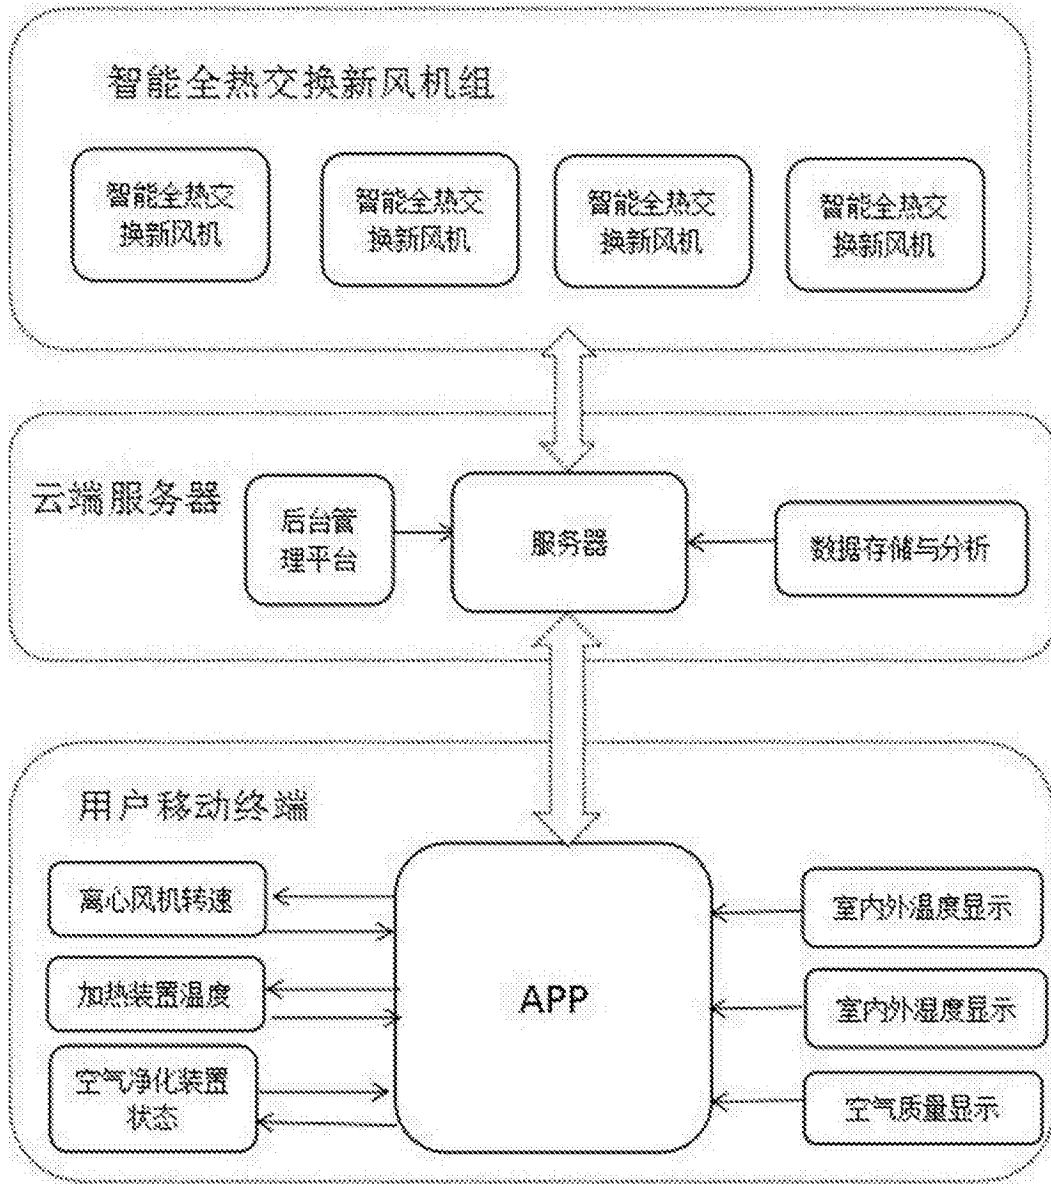 智能全热交换新风机组
智能全热交
换新风机
智能全热交
换新风机
智能全热交
换新风机
智能全热交
换新风机
云端服务器
后台管
理平台
服务器
数据存储与分析
用户移动终端
离心风机转速
加热装置温度
空气净化装置
状态
APP
室内外温度显示
室内外湿度显示
空气质量显示